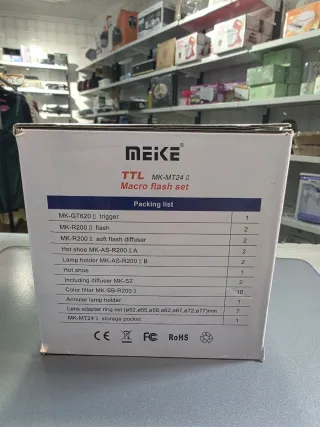 MEIKE®
TTL MK-MT24 II
Macro flash set
Packing list
MK-GT620 II trigger 1
MK-R200 II flash 2
MK-R200 II soft flash diffuser 2
Hot shoe MK-AS-R200 II A 2
Lamp holder MK-AS-R200 II B 2
Hot shoe 1
Including diffuser MK-SZ 2
Color filter MK-SB-R200 II 18
Annular lamp holder 1
Lens adapter ring set (ø52,ø55,ø58,ø62,ø67,ø72,ø77)mm 7
MK-MT24 II storage pocket 1
CE FC RoHS